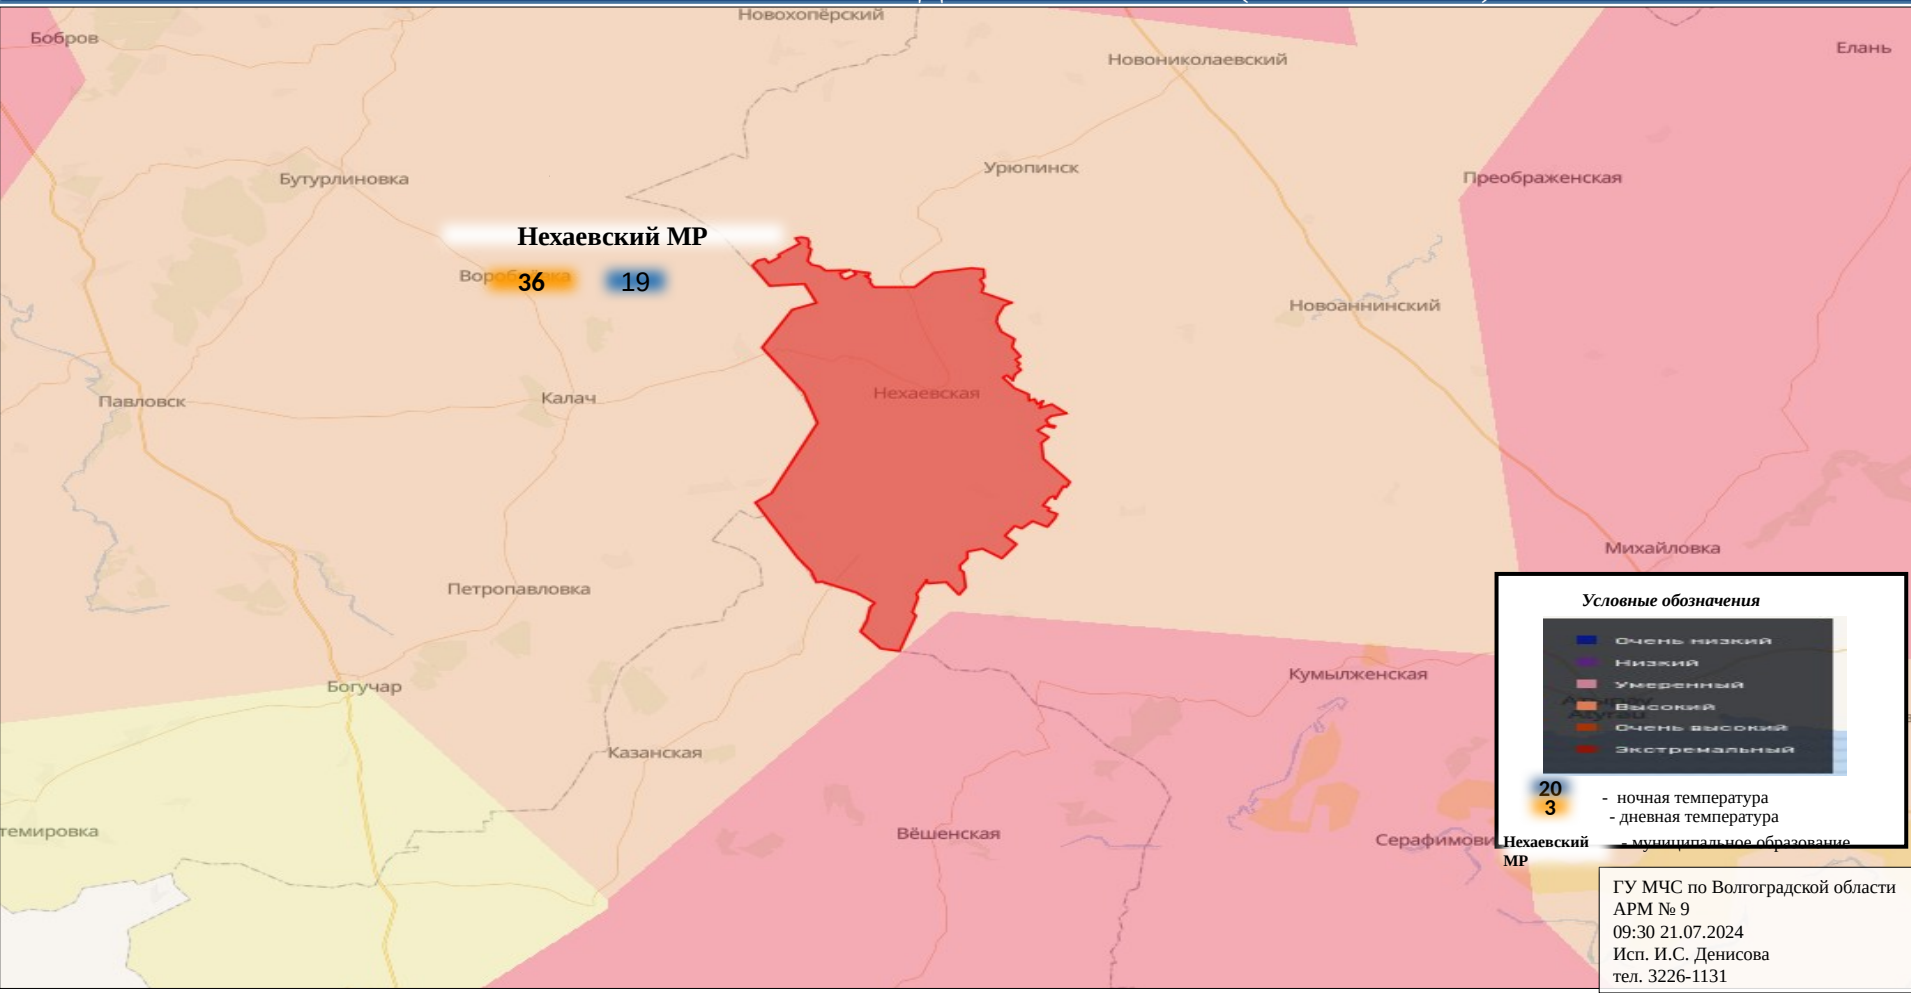 Новохопёрский
Бобров
Елань
Новониколаевский
Урюпинск
Бутурлиновка
Преображенская
Нехаевский МР
36
19
Новоаннинский
Нехаевская
Калач
Павловск
Михайловка
Петропавловка
Кумылженская
Богучар
Казанская
темировка
Вёшенская
Серафимови
Условные обозначения
Очень низкий
Низкий
Умеренный
Высокий
Очень высокий
Экстремальный
20
- ночная температура
3
- дневная температура
Нехаевский
МР
- муниципальное образование
ГУ МЧС по Волгоградской области
АРМ № 9
09:30 21.07.2024
Исп. И.С. Денисова
тел. 3226-1131